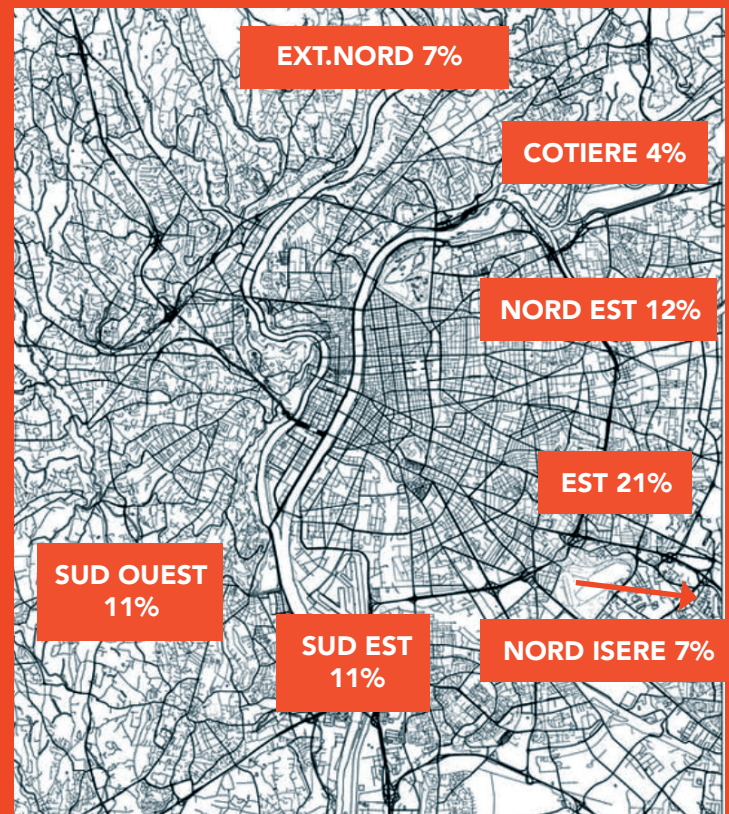 EXT.NORD 7%
COTIERE 4%
NORD EST 12%
EST 21%
SUD OUEST
11%
SUD EST
11%
NORD ISERE 7%